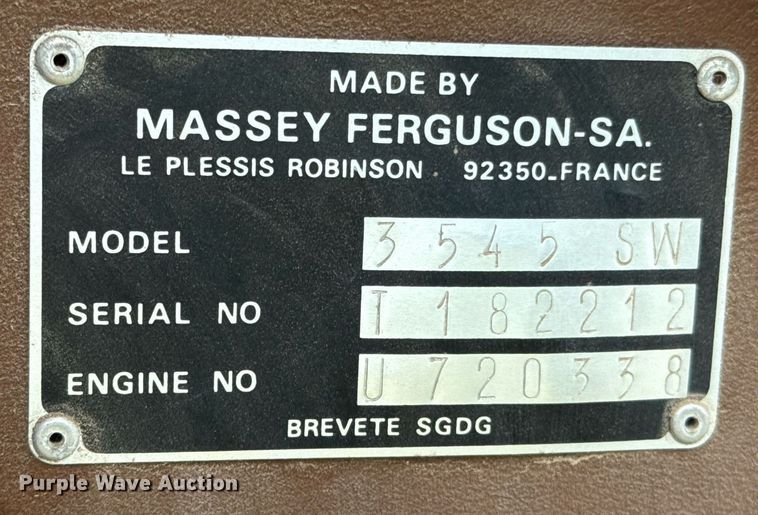 MADE BY
MASSEY FERGUSON-SA.
LE PLESSIS ROBINSON . 92350-FRANCE
MODEL 3545 SW
SERIAL NO T182212
ENGINE NO U720338
BREVETE SGDG
Purple Wave Auction